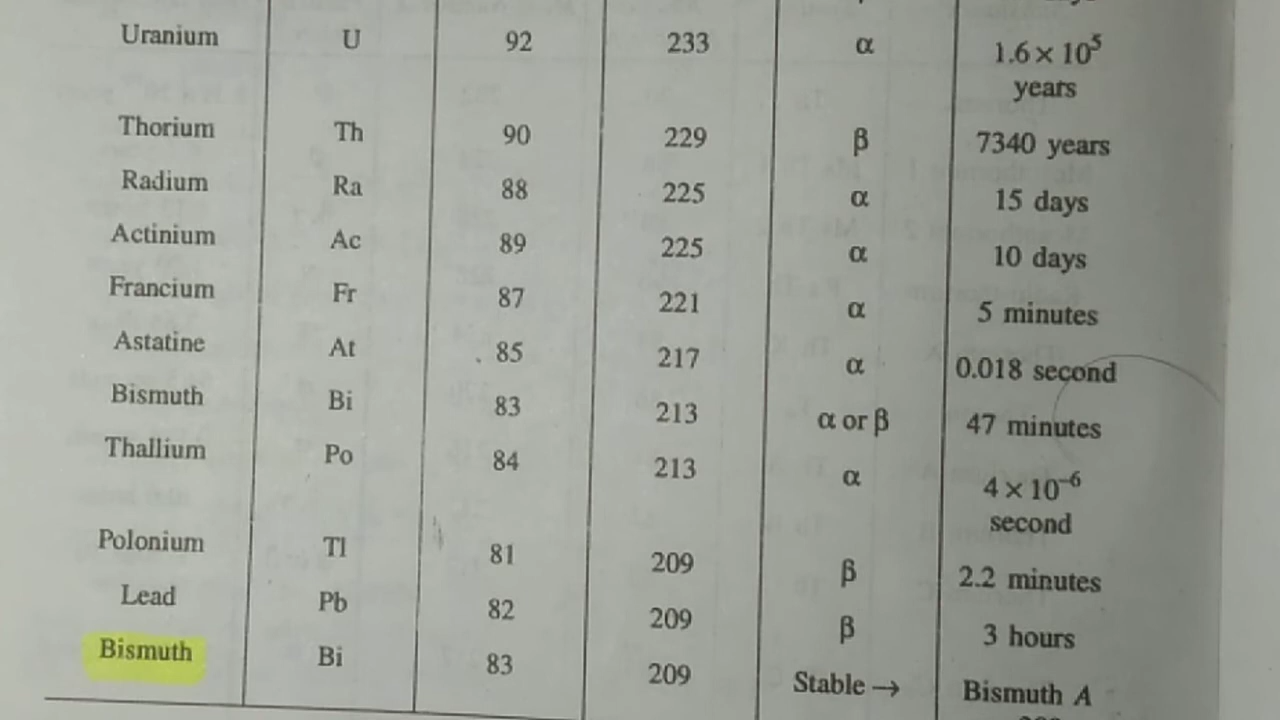 Uranium U 92 233 α 1.6 × 10⁵
years
Thorium Th 90 229 β 7340 years
Radium Ra 88 225 α 15 days
Actinium Ac 89 225 α 10 days
Francium Fr 87 221 α 5 minutes
Astatine At 85 217 α 0.018 second
Bismuth Bi 83 213 α or β 47 minutes
Thallium Po 84 213 α 4 × 10⁻⁶
second
Polonium Tl 81 209 β 2.2 minutes
Lead Pb 82 209 β 3 hours
Bismuth Bi 83 209 Stable → Bismuth A